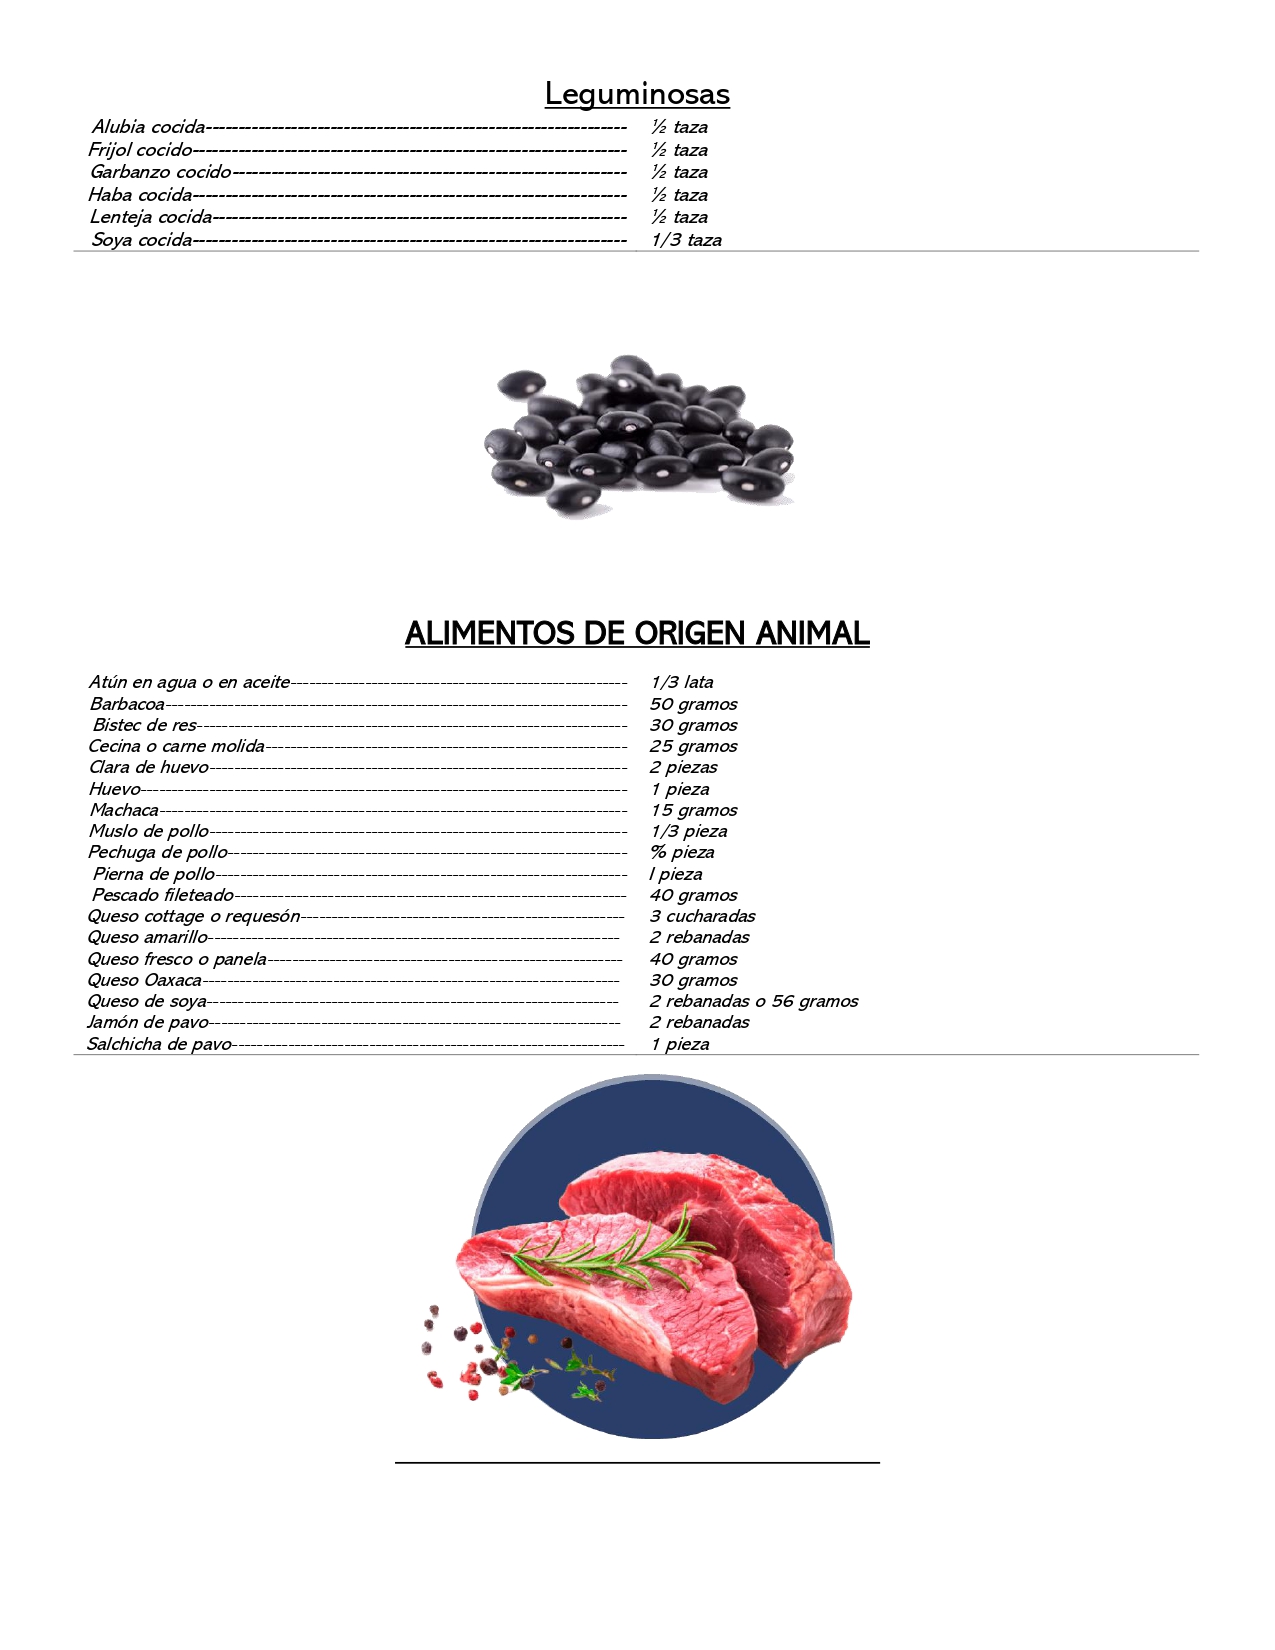 Leguminosas
Alubia cocida---------------------------------------------------------------- ½ taza
Frijol cocido------------------------------------------------------------------ ½ taza
Garbanzo cocido------------------------------------------------------------ ½ taza
Haba cocida------------------------------------------------------------------ ½ taza
Lenteja cocida--------------------------------------------------------------- ½ taza
Soya cocida------------------------------------------------------------------ 1/3 taza
ALIMENTOS DE ORIGEN ANIMAL
Atún en agua o en aceite------------------------------------------------------ 1/3 lata
Barbacoa-------------------------------------------------------------------------- 50 gramos
Bistec de res--------------------------------------------------------------------- 30 gramos
Cecina o carne molida---------------------------------------------------------- 25 gramos
Clara de huevo------------------------------------------------------------------- 2 piezas
Huevo------------------------------------------------------------------------------ 1 pieza
Machaca--------------------------------------------------------------------------- 15 gramos
Muslo de pollo------------------------------------------------------------------- 1/3 pieza
Pechuga de pollo---------------------------------------------------------------- % pieza
Pierna de pollo------------------------------------------------------------------ l pieza
Pescado fileteado--------------------------------------------------------------- 40 gramos
Queso cottage o requesón---------------------------------------------------- 3 cucharadas
Queso amarillo------------------------------------------------------------------ 2 rebanadas
Queso fresco o panela--------------------------------------------------------- 40 gramos
Queso Oaxaca------------------------------------------------------------------- 30 gramos
Queso de soya------------------------------------------------------------------ 2 rebanadas o 56 gramos
Jamón de pavo------------------------------------------------------------------ 2 rebanadas
Salchicha de pavo--------------------------------------------------------------- 1 pieza